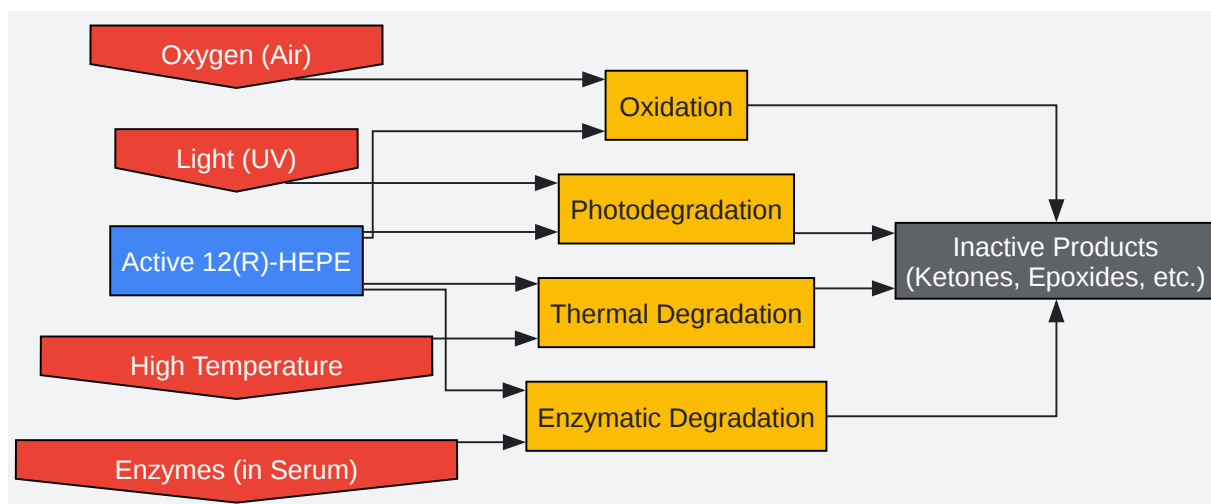 Oxygen (Air)
Oxidation
Light (UV)
Photodegradation
Active 12(R)-HEPE
Inactive Products
(Ketones, Epoxides, etc.)
Thermal Degradation
High Temperature
Enzymatic Degradation
Enzymes (in Serum)